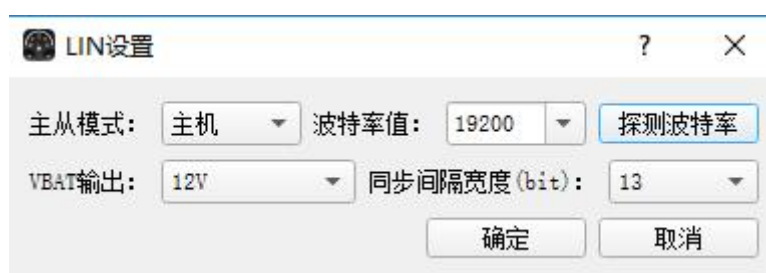 LIN设置 ?
主从模式: 主机 波特率值: 19200 探测波特率
VBAT输出: 12V 同步间隔宽度(bit): 13
确定 取消